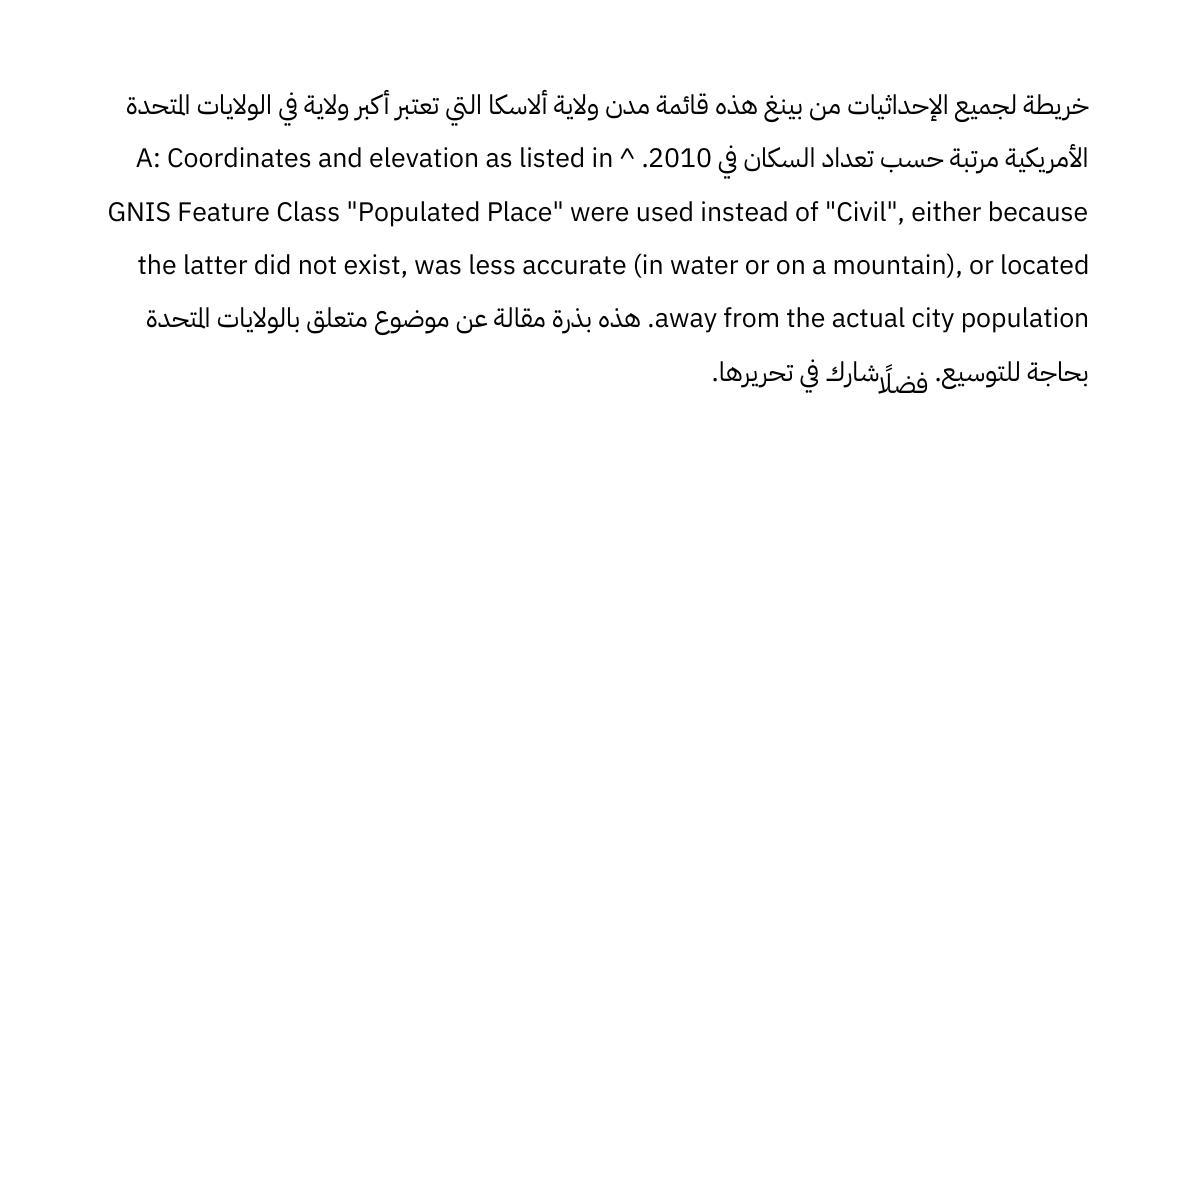 خريطة لجميع الإحداثيات من بينغ هذه قائمة مدن ولاية ألاسكا التي تعتبر أكبر ولاية في الولايات المتحدة
الأمريكية مرتبة حسب تعداد السكان في 2010. ^ A: Coordinates and elevation as listed in
GNIS Feature Class "Populated Place" were used instead of "Civil", either because
the latter did not exist, was less accurate (in water or on a mountain), or located
away from the actual city population. هذه بذرة مقالة عن موضوع متعلق بالولايات المتحدة
بحاجة للتوسيع. فضلًا شارك في تحريرها.